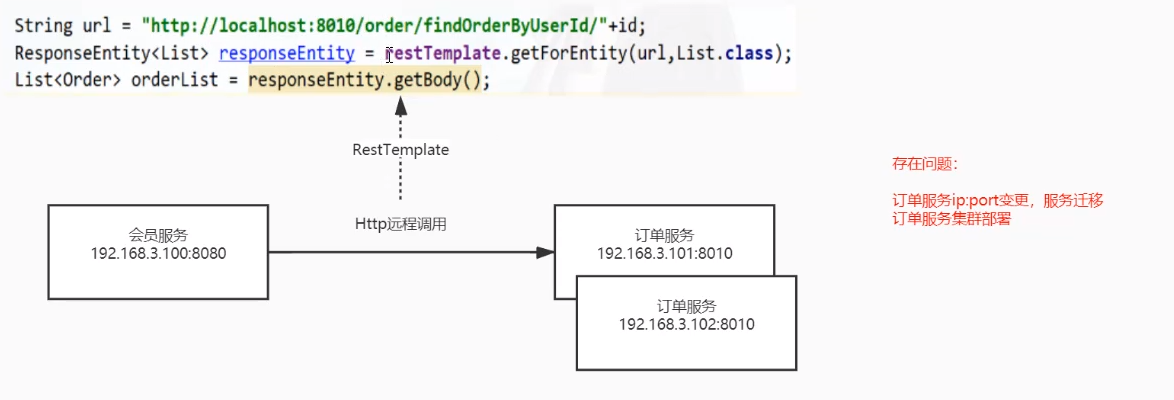 String url = "http://localhost:8010/order/findOrderByUserId/"+id;
ResponseEntity<List> responseEntity = restTemplate.getForEntity(url,List.class);
List<Order> orderList = responseEntity.getBody();
RestTemplate
Http远程调用
会员服务
192.168.3.100:8080
订单服务
192.168.3.101:8010
订单服务
192.168.3.102:8010
存在问题：
订单服务ip:port变更，服务迁移
订单服务集群部署